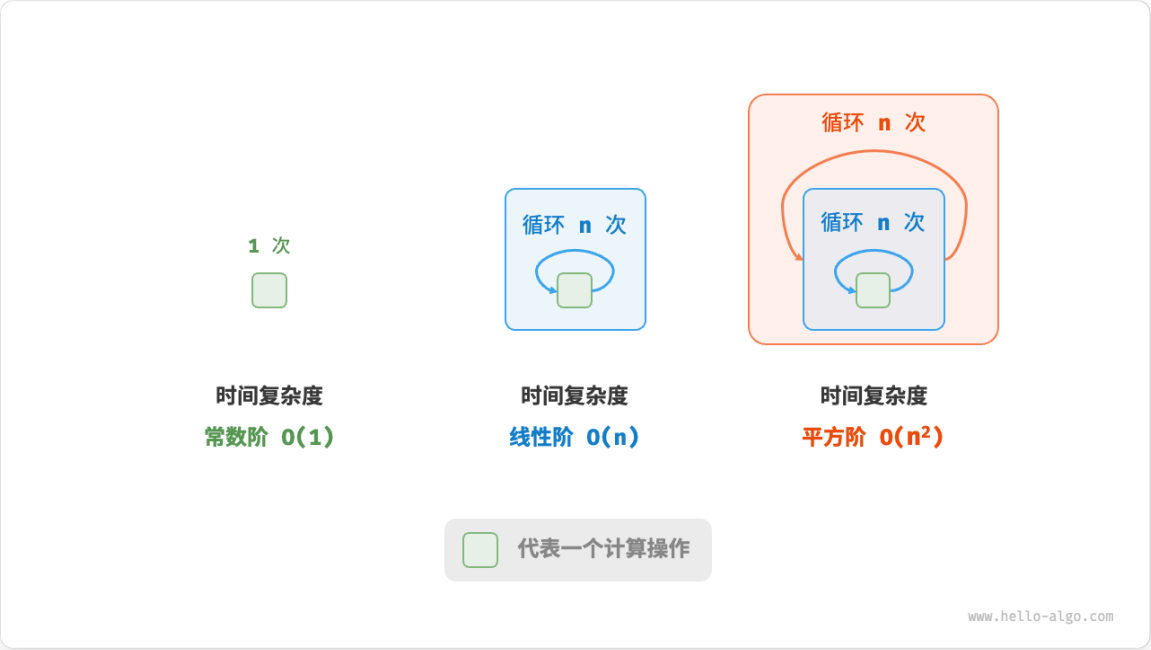 1 次
时间复杂度
常数阶 O(1)
循环 n 次
时间复杂度
线性阶 O(n)
循环 n 次
循环 n 次
时间复杂度
平方阶 O(n²)
代表一个计算操作
www.hello-algo.com